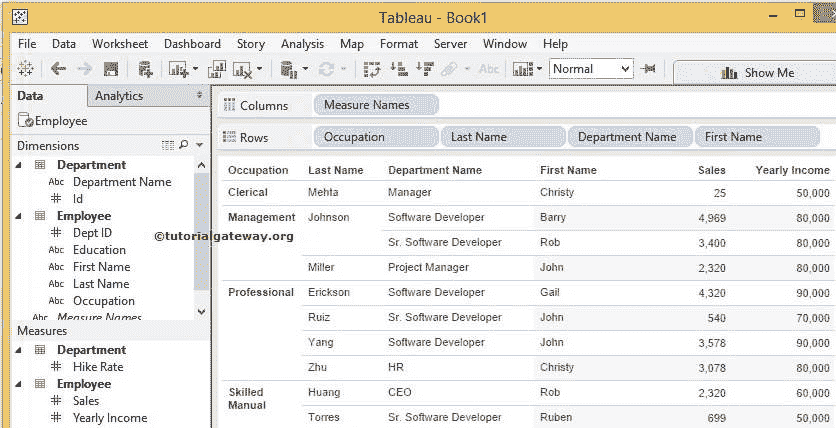 Tableau - Book1
File Data Worksheet Dashboard Story Analysis Map Format Server Window Help
Abc Normal Show Me
Data Analytics
Employee
Dimensions
Department
Abc Department Name
# Id
Employee
# Dept ID
Abc Education
Abc First Name
Abc Last Name
Abc Occupation
Abc Measure Names
Measures
Department
# Hike Rate
Employee
# Sales
# Yearly Income
©tutorialgateway.org
Columns Measure Names
Rows Occupation Last Name Department Name First Name
Occupation Last Name Department Name First Name Sales Yearly Income
Clerical Mehta Manager Christy 25 50,000
Management Johnson Software Developer Barry 4,969 80,000
Sr. Software Developer Rob 3,400 80,000
Miller Project Manager John 2,320 80,000
Professional Erickson Software Developer Gail 4,320 90,000
Ruiz Sr. Software Developer John 540 70,000
Yang Software Developer John 3,578 90,000
Zhu HR Christy 3,078 80,000
Skilled Huang CEO Rob 2,320 60,000
Manual Torres Sr. Software Developer Ruben 699 50,000